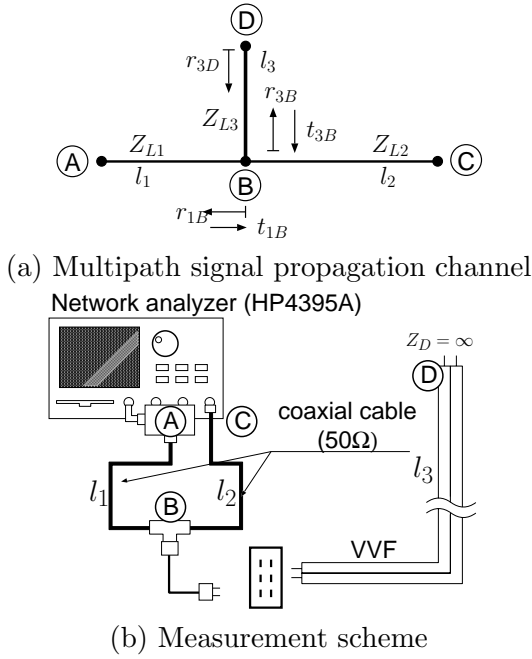 D
r3D
l3
r3B
ZL3
t3B
A
ZL1
ZL2
C
l1
l2
B
r1B
t1B
(a) Multipath signal propagation channel
Network analyzer (HP4395A)
ZD = ∞
D
A
C
coaxial cable
(50Ω)
l1
l2
l3
B
VVF
(b) Measurement scheme